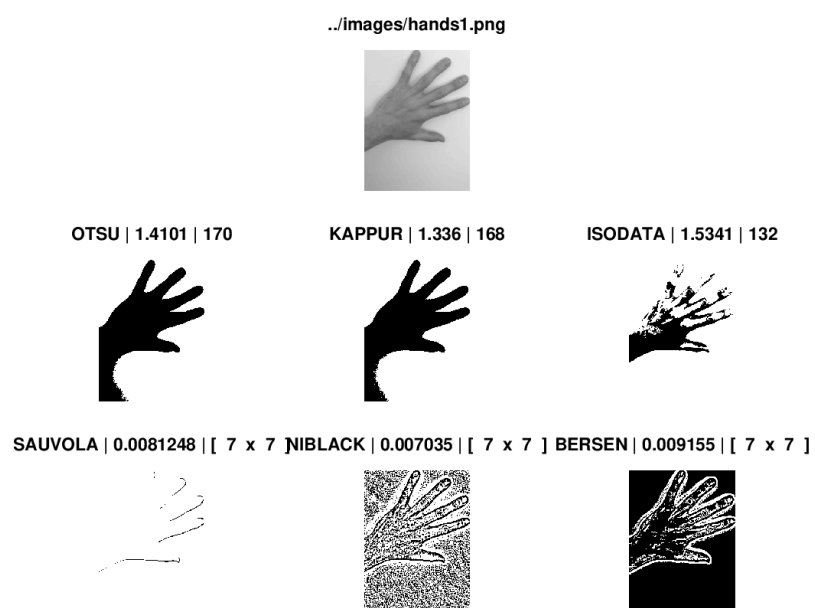 ../images/hands1.png
OTSU | 1.4101 | 170
KAPPUR | 1.336 | 168
ISODATA | 1.5341 | 132
SAUVOLA | 0.0081248 | [ 7 x 7 ]
NIBLACK | 0.007035 | [ 7 x 7 ]
BERSEN | 0.009155 | [ 7 x 7 ]